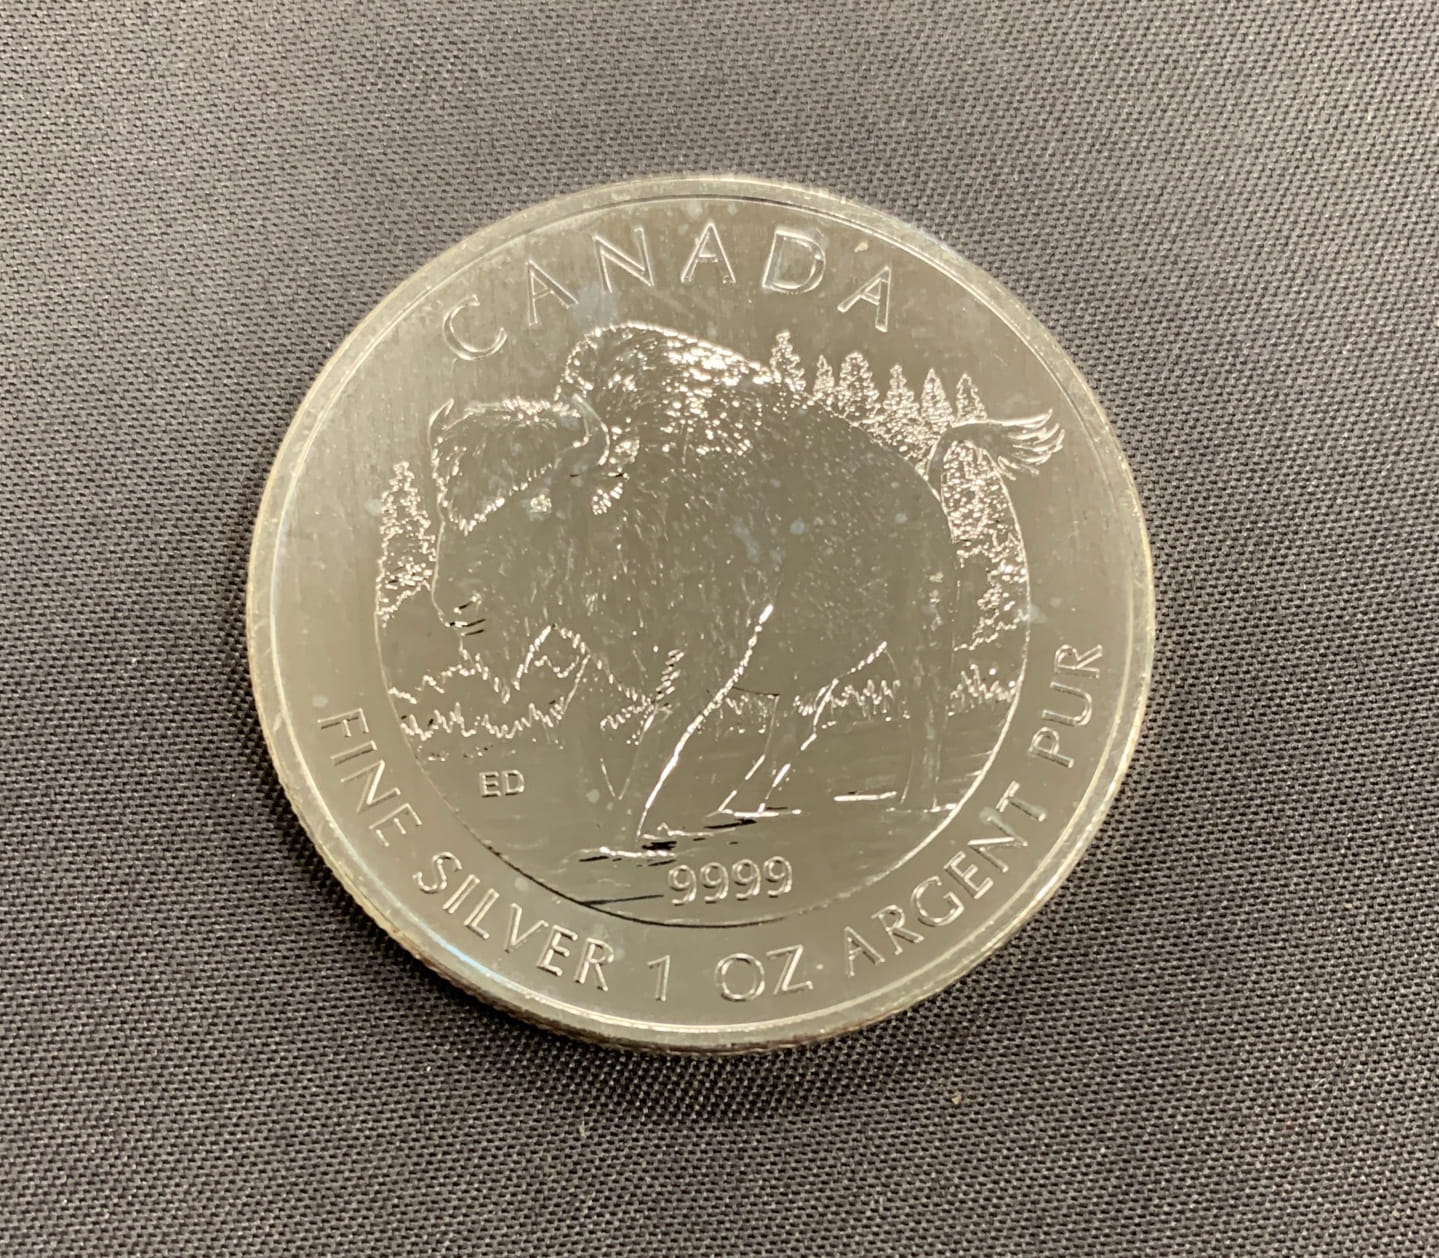 CANADA
ED
9999
FINE SILVER 1 OZ ARGENT PUR